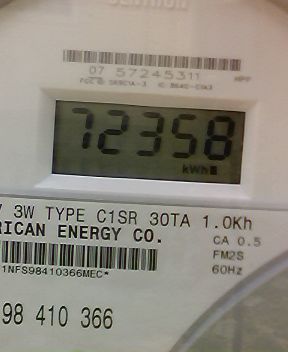 CENTRON
07 57245311
72358
kWh
V 3W TYPE C1SR 30TA 1.0Kh
RICAN ENERGY CO.
CA 0.5
FM2S
60Hz
1NFS98410366MEC*
98 410 366